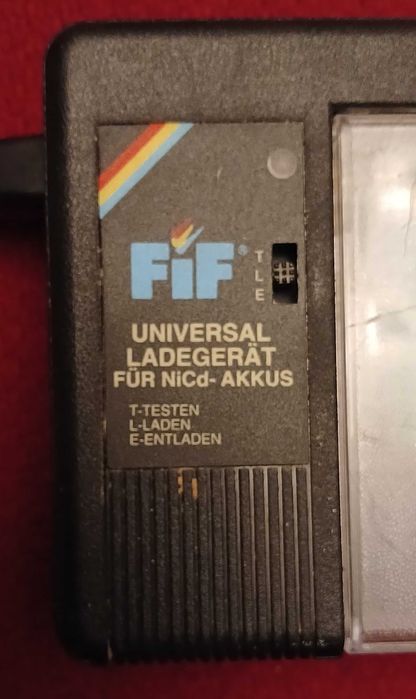 FiF®
T
L
E
UNIVERSAL
LADEGERÄT
FÜR NiCd- AKKUS
T-TESTEN
L-LADEN
E-ENTLADEN